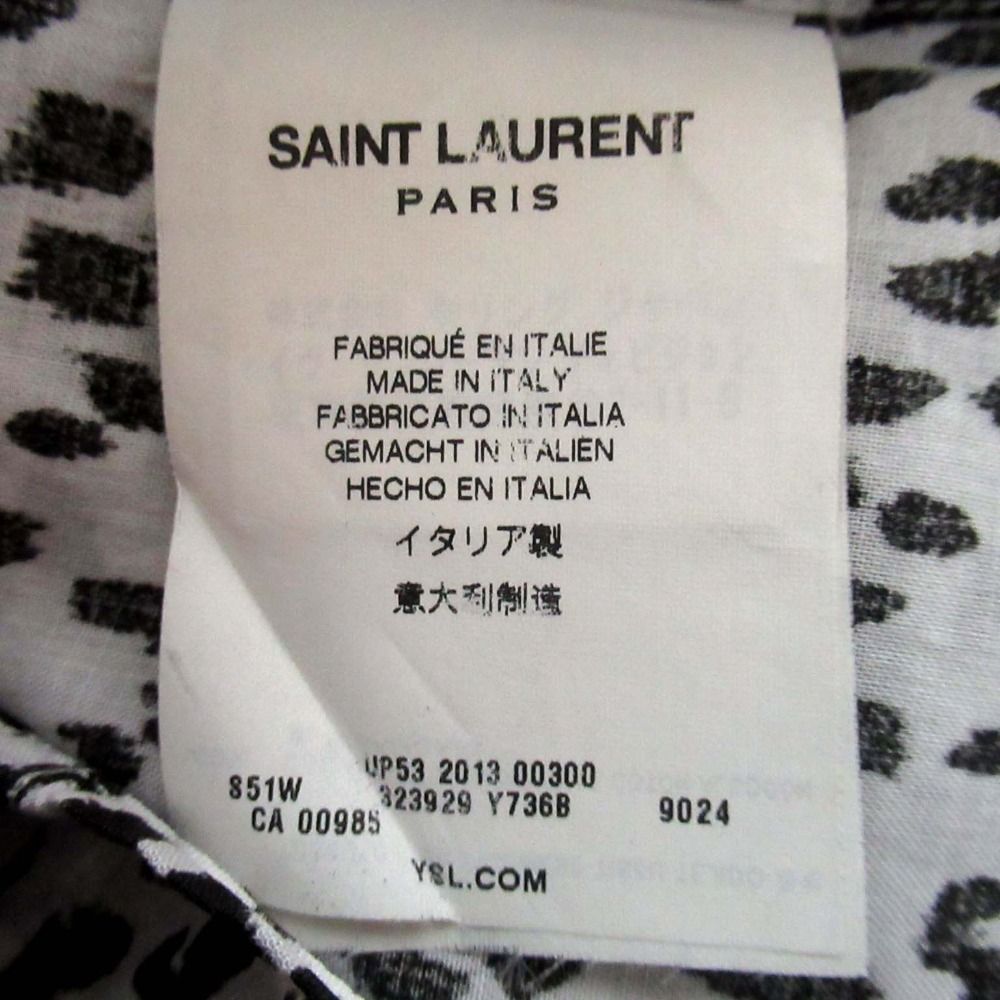 SAINT LAURENT
PARIS
FABRIQUÉ EN ITALIE
MADE IN ITALY
FABBRICATO IN ITALIA
GEMACHT IN ITALIEN
HECHO EN ITALIA
イタリア製
意大利制造
UP53 2013 00300
851W 323929 Y736B 9024
CA 00985
YSL.COM